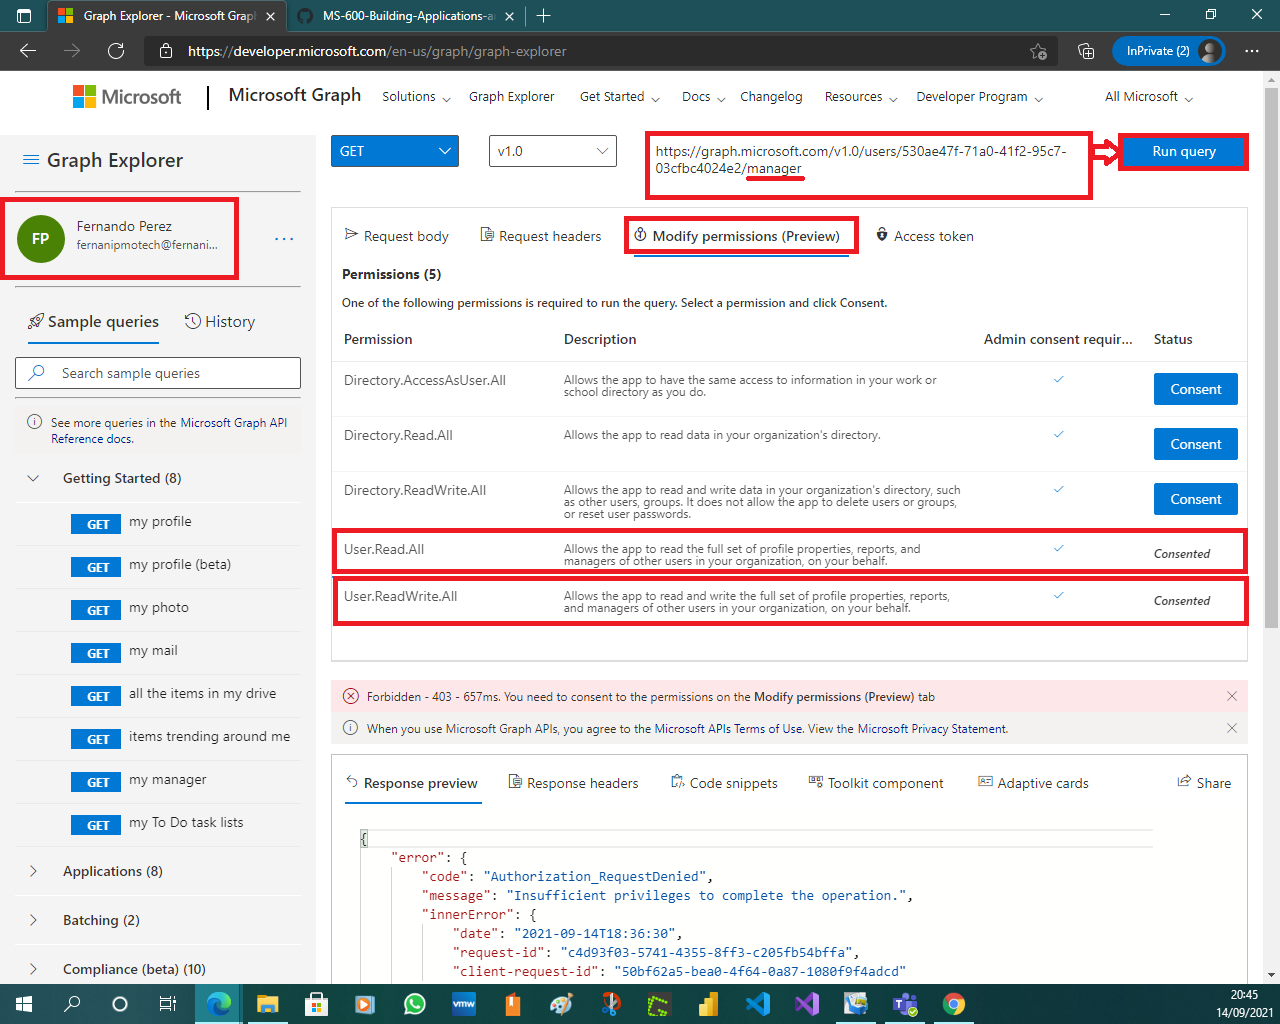 Graph Explorer - Microsoft Grap
MS-600-Building-Applications-a
https://developer.microsoft.com/en-us/graph/graph-explorer
InPrivate (2)
Microsoft
Microsoft Graph
Solutions
Graph Explorer
Get Started
Docs
Changelog
Resources
Developer Program
All Microsoft
Graph Explorer
GET
v1.0
https://graph.microsoft.com/v1.0/users/530ae47f-71a0-41f2-95c7-
03cfbc4024e2/manager
Run query
FP
Fernando Perez
fernanipmotech@fernani...
Sample queries
History
Search sample queries
See more queries in the Microsoft Graph API
Reference docs.
Getting Started (8)
GET my profile
GET my profile (beta)
GET my photo
GET my mail
GET all the items in my drive
GET items trending around me
GET my manager
GET my To Do task lists
Applications (8)
Batching (2)
Compliance (beta) (10)
Request body
Request headers
Modify permissions (Preview)
Access token
Permissions (5)
One of the following permissions is required to run the query. Select a permission and click Consent.
Permission
Description
Admin consent requir...
Status
Directory.AccessAsUser.All
Allows the app to have the same access to information in your work or
school directory as you do.
Consent
Directory.Read.All
Allows the app to read data in your organization's directory.
Consent
Directory.ReadWrite.All
Allows the app to read and write data in your organization's directory, such
as other users, groups. It does not allow the app to delete users or groups,
or reset user passwords.
Consent
User.Read.All
Allows the app to read the full set of profile properties, reports, and
managers of other users in your organization, on your behalf.
Consented
User.ReadWrite.All
Allows the app to read and write the full set of profile properties, reports,
and managers of other users in your organization, on your behalf.
Consented
Forbidden - 403 - 657ms. You need to consent to the permissions on the Modify permissions (Preview) tab
When you use Microsoft Graph APIs, you agree to the Microsoft APIs Terms of Use. View the Microsoft Privacy Statement.
Response preview
Response headers
Code snippets
Toolkit component
Adaptive cards
Share
{
"error": {
"code": "Authorization_RequestDenied",
"message": "Insufficient privileges to complete the operation.",
"innerError": {
"date": "2021-09-14T18:36:30",
"request-id": "c4d93f03-5741-4355-8ff3-c205fb54bffa",
"client-request-id": "50bf62a5-bea0-4f64-0a87-1080f9f4adcd"
vmw
20:45
14/09/2021